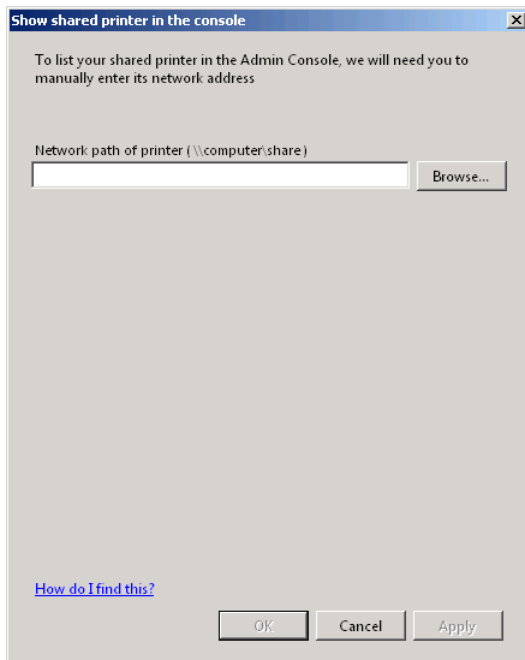 Show shared printer in the console
To list your shared printer in the Admin Console, we will need you to
manually enter its network address
Network path of printer (\\computer\share)
Browse...
How do I find this?
OK
Cancel
Apply